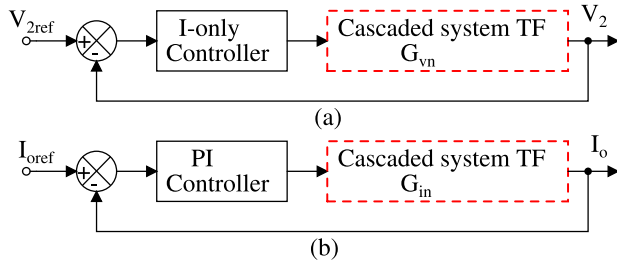 V2ref
+
-
I-only
Controller
Cascaded system TF
Gvn
V2
(a)
Ioref
+
-
PI
Controller
Cascaded system TF
Gin
Io
(b)